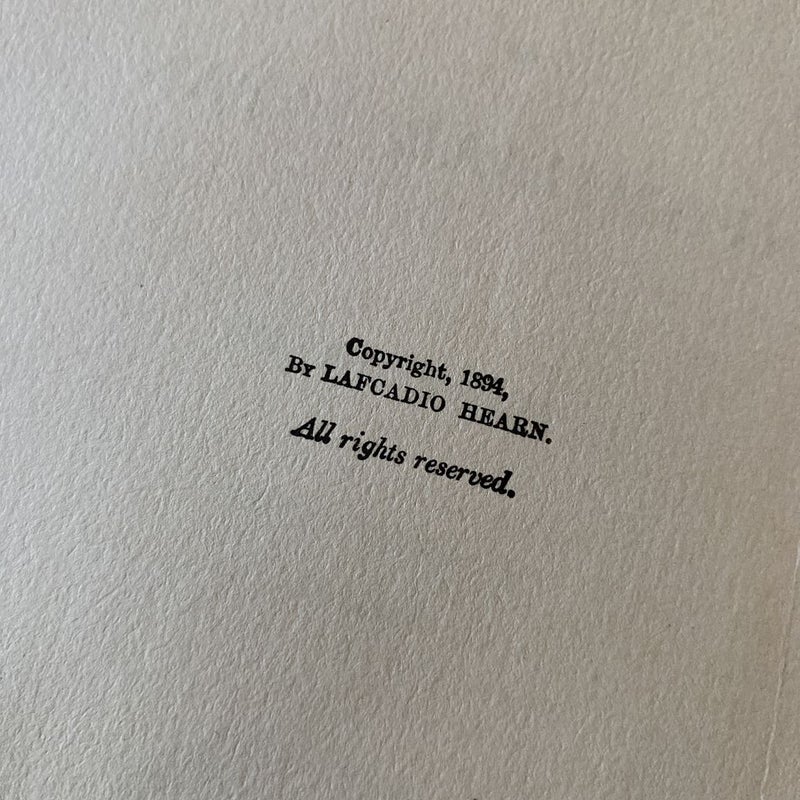 Copyright, 1894,
By LAFCADIO HEARN.
All rights reserved.